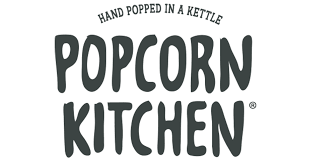 HAND POPPED IN A KETTLE
POPCORN
KITCHEN®